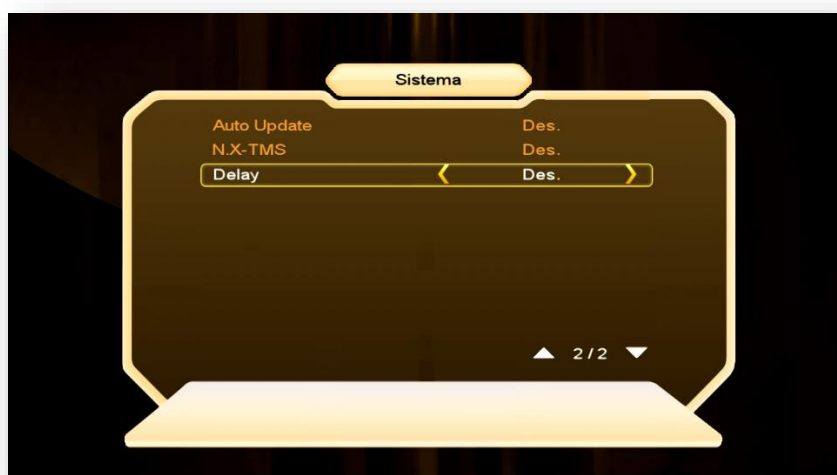 Sistema
Auto Update Des.
N.X-TMS Des.
Delay Des.
2/2